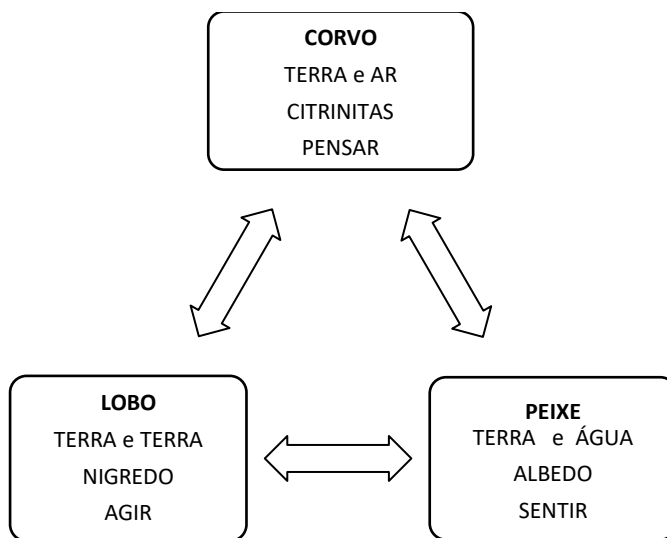 CORVO
TERRA e AR
CITRINITAS
PENSAR
LOBO
TERRA e TERRA
NIGREDO
AGIR
PEIXE
TERRA e ÁGUA
ALBEDO
SENTIR